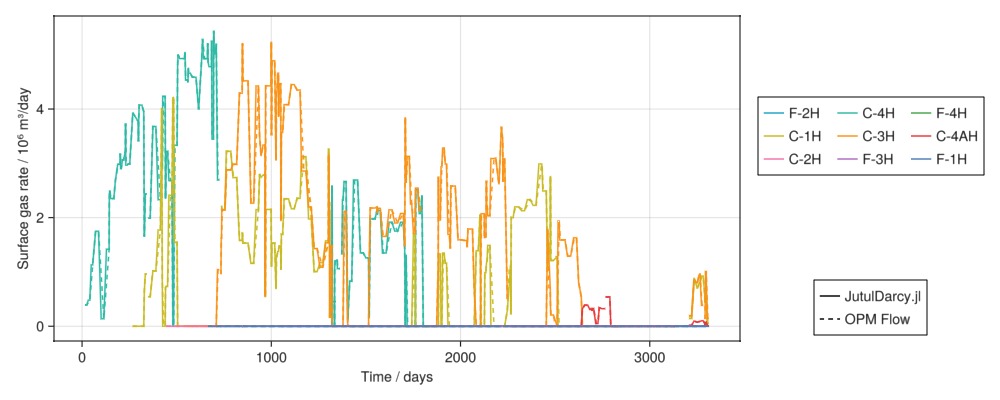 Surface gas rate / 10⁶ m³/day
4
2
0
0 1000 2000 3000
Time / days
F-2H C-4H F-4H
C-1H C-3H C-4AH
C-2H F-3H F-1H
JutulDarcy.jl
OPM Flow